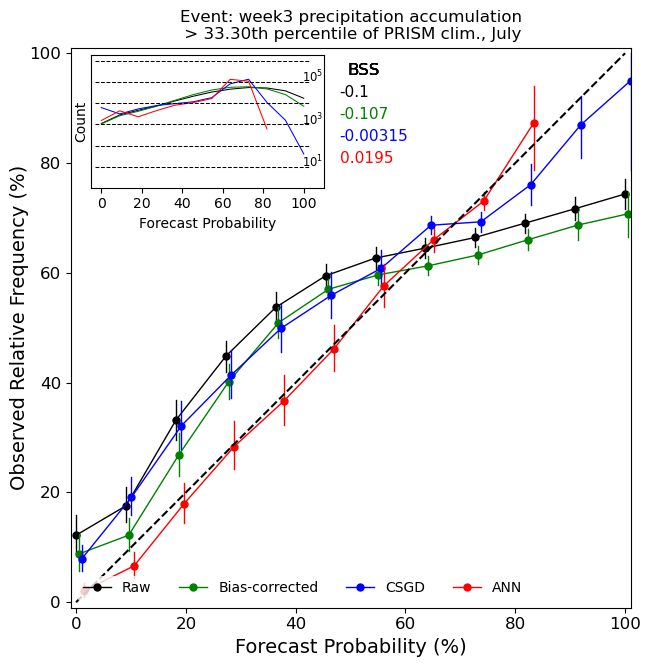 Event: week3 precipitation accumulation
> 33.30th percentile of PRISM clim., July
100
80
60
40
20
0
Observed Relative Frequency (%)
Count
10^5
10^3
10^1
0 20 40 60 80 100
Forecast Probability
BSS
-0.1
-0.107
-0.00315
0.0195
Raw Bias-corrected CSGD ANN
0 20 40 60 80 100
Forecast Probability (%)